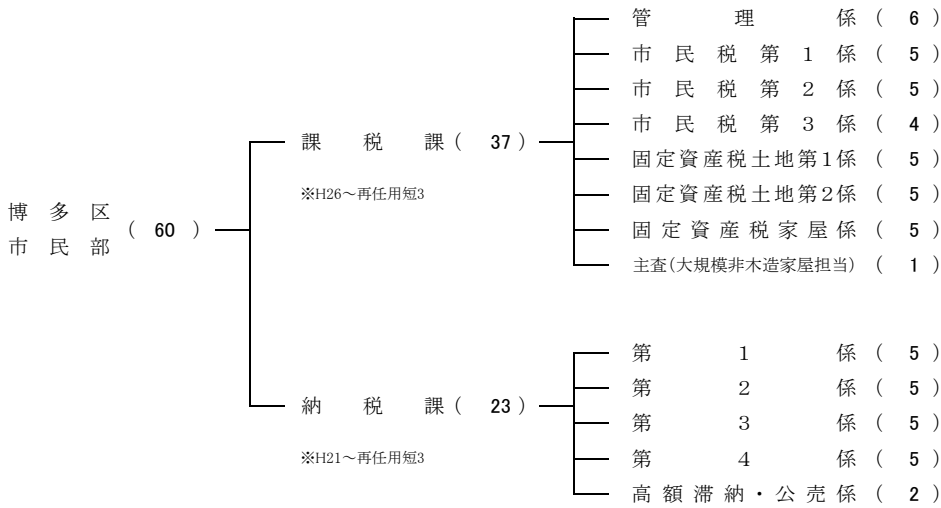 博多区
市民部
( 60 )
課税課( 37 )
※H26～再任用短3
管理係( 6 )
市民税第1係( 5 )
市民税第2係( 5 )
市民税第3係( 4 )
固定資産税土地第1係( 5 )
固定資産税土地第2係( 5 )
固定資産税家屋係( 5 )
主査(大規模非木造家屋担当)( 1 )
納税課( 23 )
※H21～再任用短3
第1係( 5 )
第2係( 5 )
第3係( 5 )
第4係( 5 )
高額滞納・公売係( 2 )